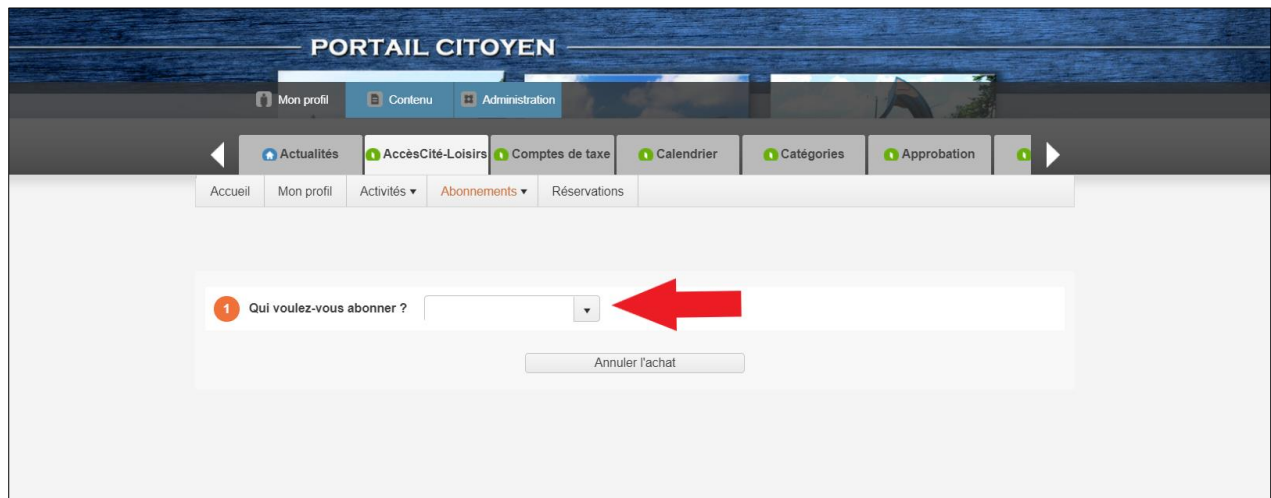 PORTAIL CITOYEN
Mon profil Contenu Administration
Actualités AccèsCité-Loisirs Comptes de taxe Calendrier Catégories Approbation
Accueil Mon profil Activités ▾ Abonnements ▾ Réservations
1 Qui voulez-vous abonner ?
Annuler l'achat